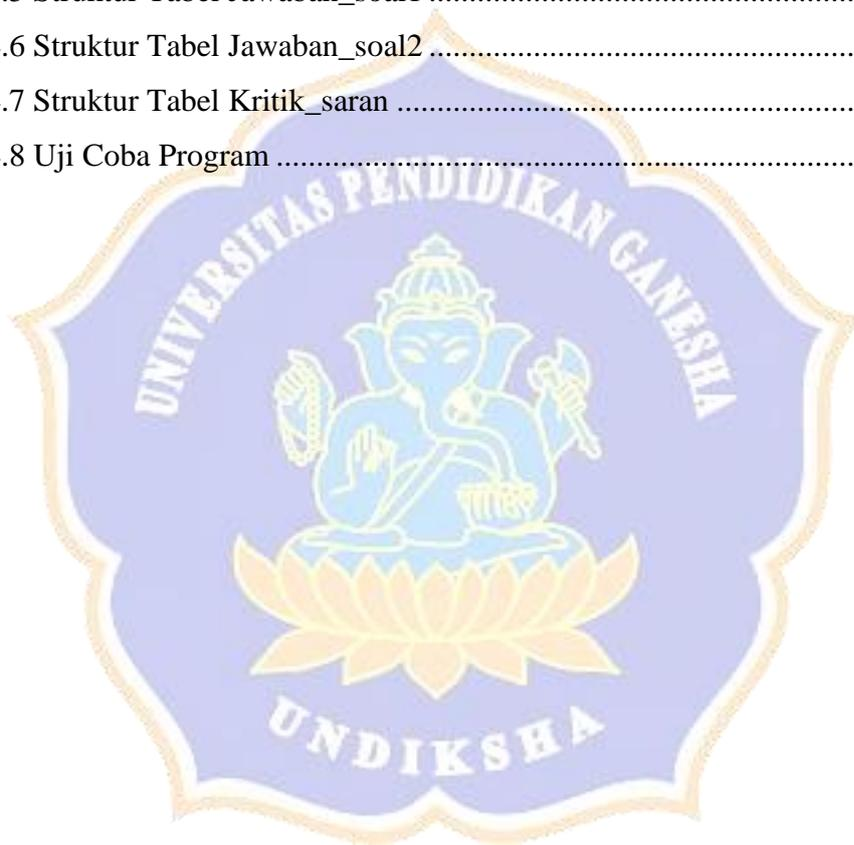 .6 Struktur Tabel Jawaban_soal2 ......................................................
.7 Struktur Tabel Kritik_saran ..........................................................
.8 Uji Coba Program .........................................................................
UNIVERSITAS PENDIDIKAN GANESHA
UNDIKSHA